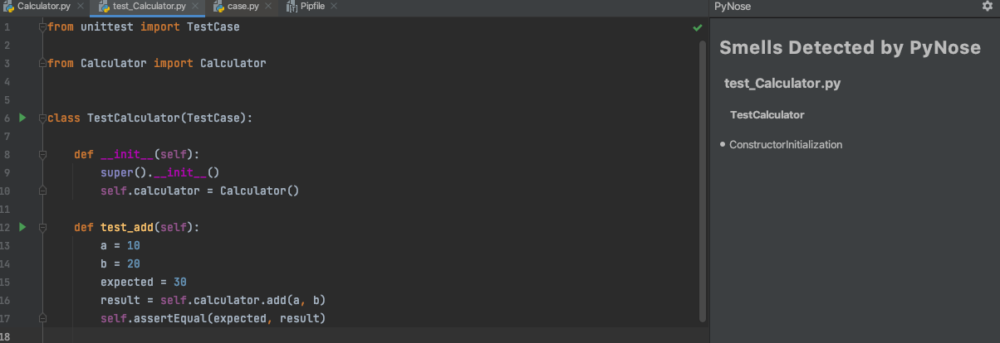 Calculator.py test_Calculator.py case.py Pipfile PyNose
1 from unittest import TestCase
2
3 from Calculator import Calculator
4
5
6 class TestCalculator(TestCase):
7
8 def __init__(self):
9 super().__init__()
10 self.calculator = Calculator()
11
12 def test_add(self):
13 a = 10
14 b = 20
15 expected = 30
16 result = self.calculator.add(a, b)
17 self.assertEqual(expected, result)
18
Smells Detected by PyNose
test_Calculator.py
TestCalculator
• ConstructorInitialization